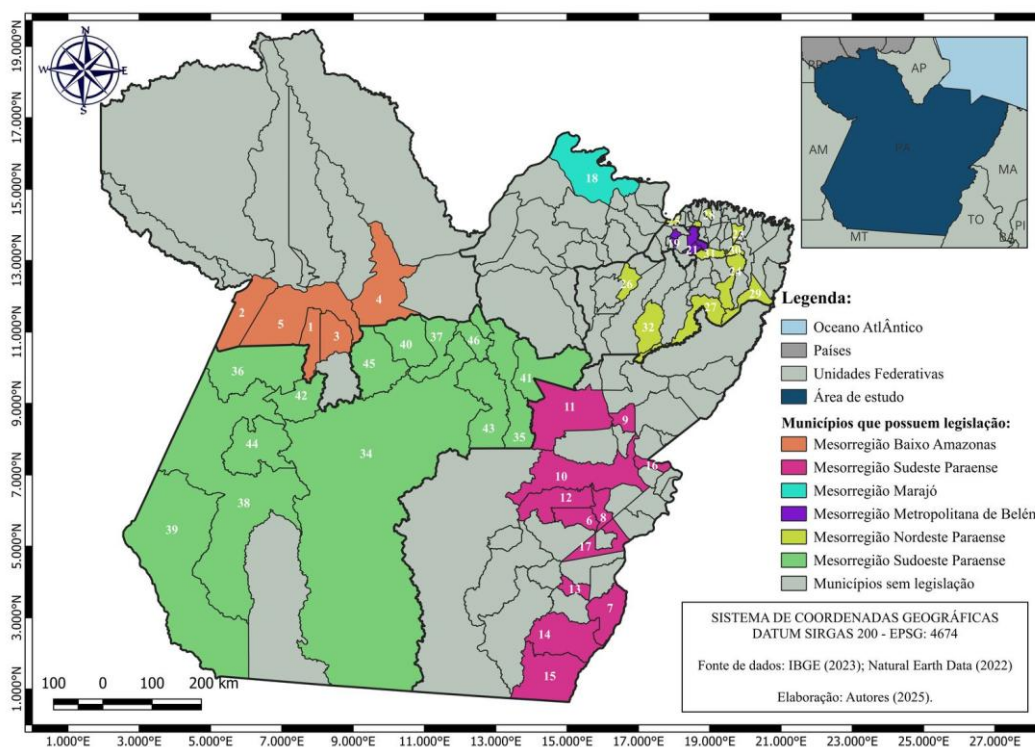 N
W
E
S
19.000°N
17.000°N
15.000°N
13.000°N
11.000°N
9.000°N
7.000°N
5.000°N
3.000°N
1.000°N
AP
AM
PA
MA
TO
PI
BA
MT
18
19
21
31
26
24
29
27
32
2
5
1
3
4
36
42
45
40
37
46
41
44
34
43
35
38
39
11
9
10
16
12
6
8
17
13
7
14
15
Legenda:
Oceano AtlÂntico
Países
Unidades Federativas
Área de estudo
Municípios que possuem legislação:
Mesorregião Baixo Amazonas
Mesorregião Sudeste Paraense
Mesorregião Marajó
Mesorregião Metropolitana de Belén
Mesorregião Nordeste Paraense
Mesorregião Sudoeste Paraense
Municípios sem legislação
SISTEMA DE COORDENADAS GEOGRÁFICAS
DATUM SIRGAS 200 - EPSG: 4674
Fonte de dados: IBGE (2023); Natural Earth Data (2022)
Elaboração: Autores (2025).
100 0 100 200 km
1.000°E 3.000°E 5.000°E 7.000°E 9.000°E 11.000°E 13.000°E 15.000°E 17.000°E 19.000°E 21.000°E 23.000°E 25.000°E 27.000°E